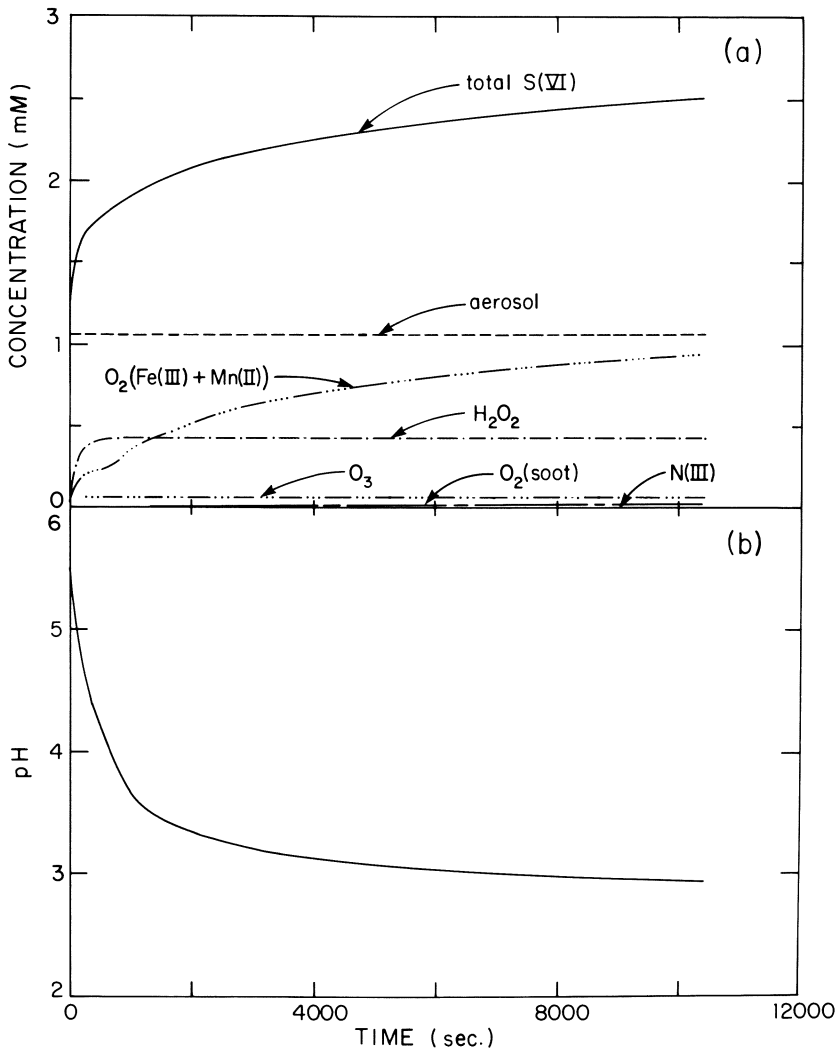 3
(a)
total S(VI)
CONCENTRATION (mM)
2
aerosol
1
O₂(Fe(III) + Mn(II))
H₂O₂
O₃
O₂(soot)
N(III)
0
6
(b)
5
4
pH
3
2
0
4000
8000
12000
TIME (sec.)